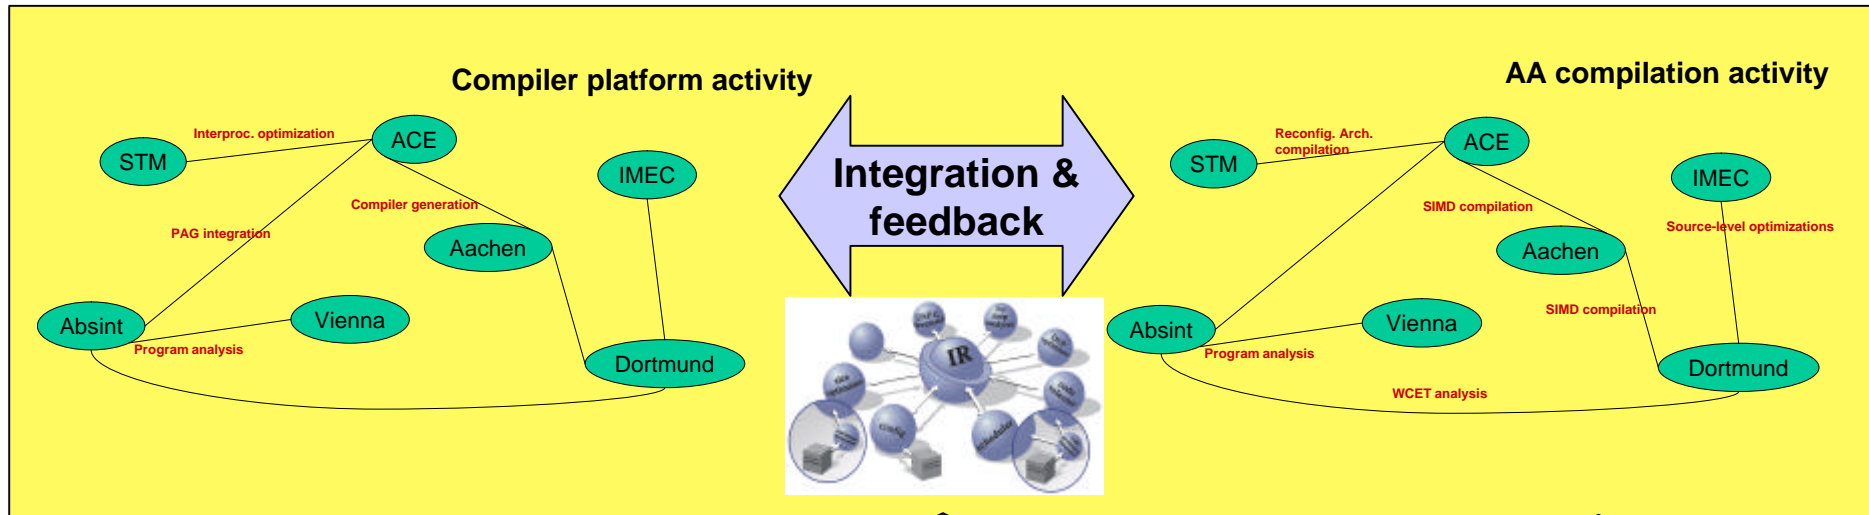 Compiler platform activity
Interproc. optimization
ACE
STM
IMEC
Compiler generation
PAG integration
Aachen
Absint
Vienna
Program analysis
Dortmund
Integration &
feedback
IR
config
scheduler
AA compilation activity
Reconfig. Arch.
compilation
ACE
STM
IMEC
SIMD compilation
Source-level optimizations
Aachen
SIMD compilation
Absint
Vienna
Program analysis
Dortmund
WCET analysis